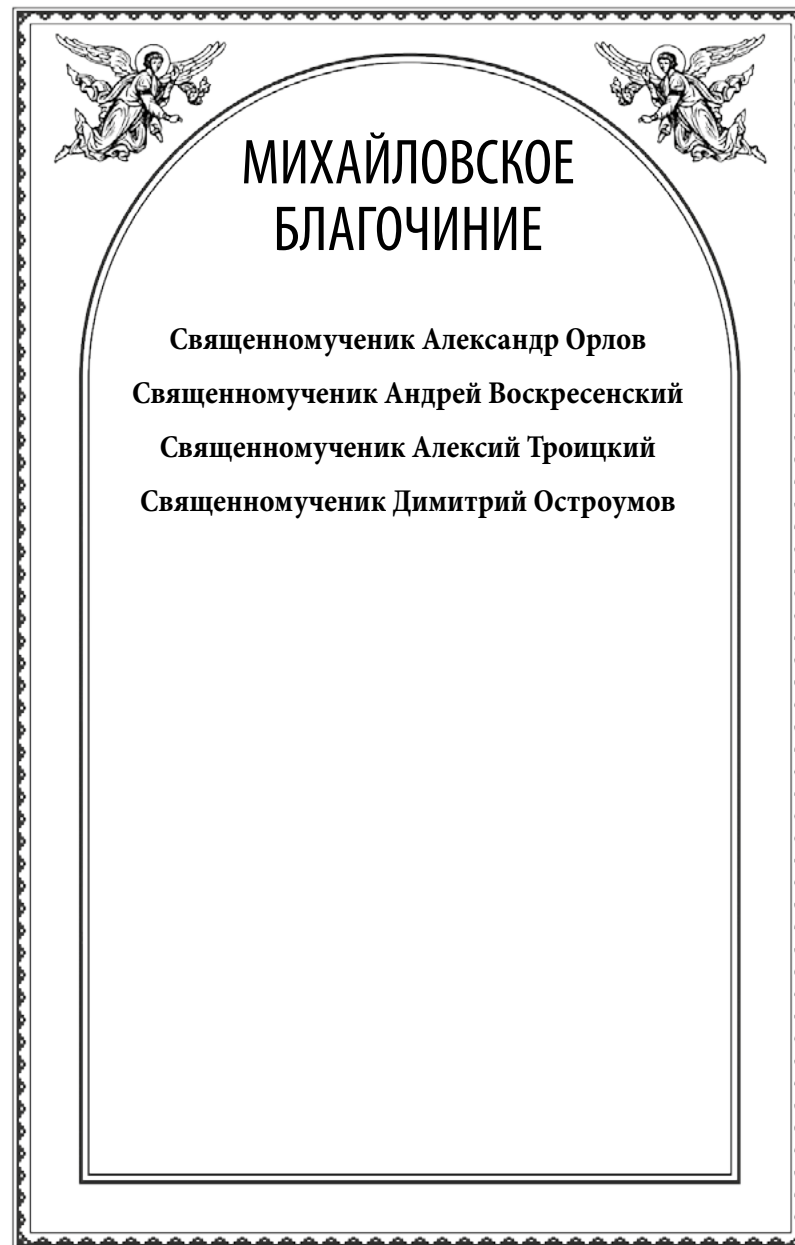 МИХАЙЛОВСКОЕ
БЛАГОЧИНИЕ
Священномученик Александр Орлов
Священномученик Андрей Воскресенский
Священномученик Алексий Троицкий
Священномученик Димитрий Остроумов